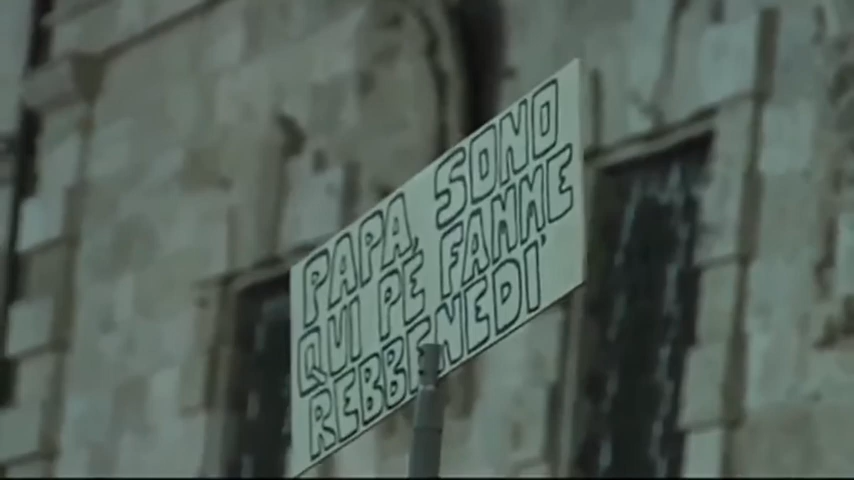 PAPA, SONO
QUI PÉ FAMME
REBBENEDI'